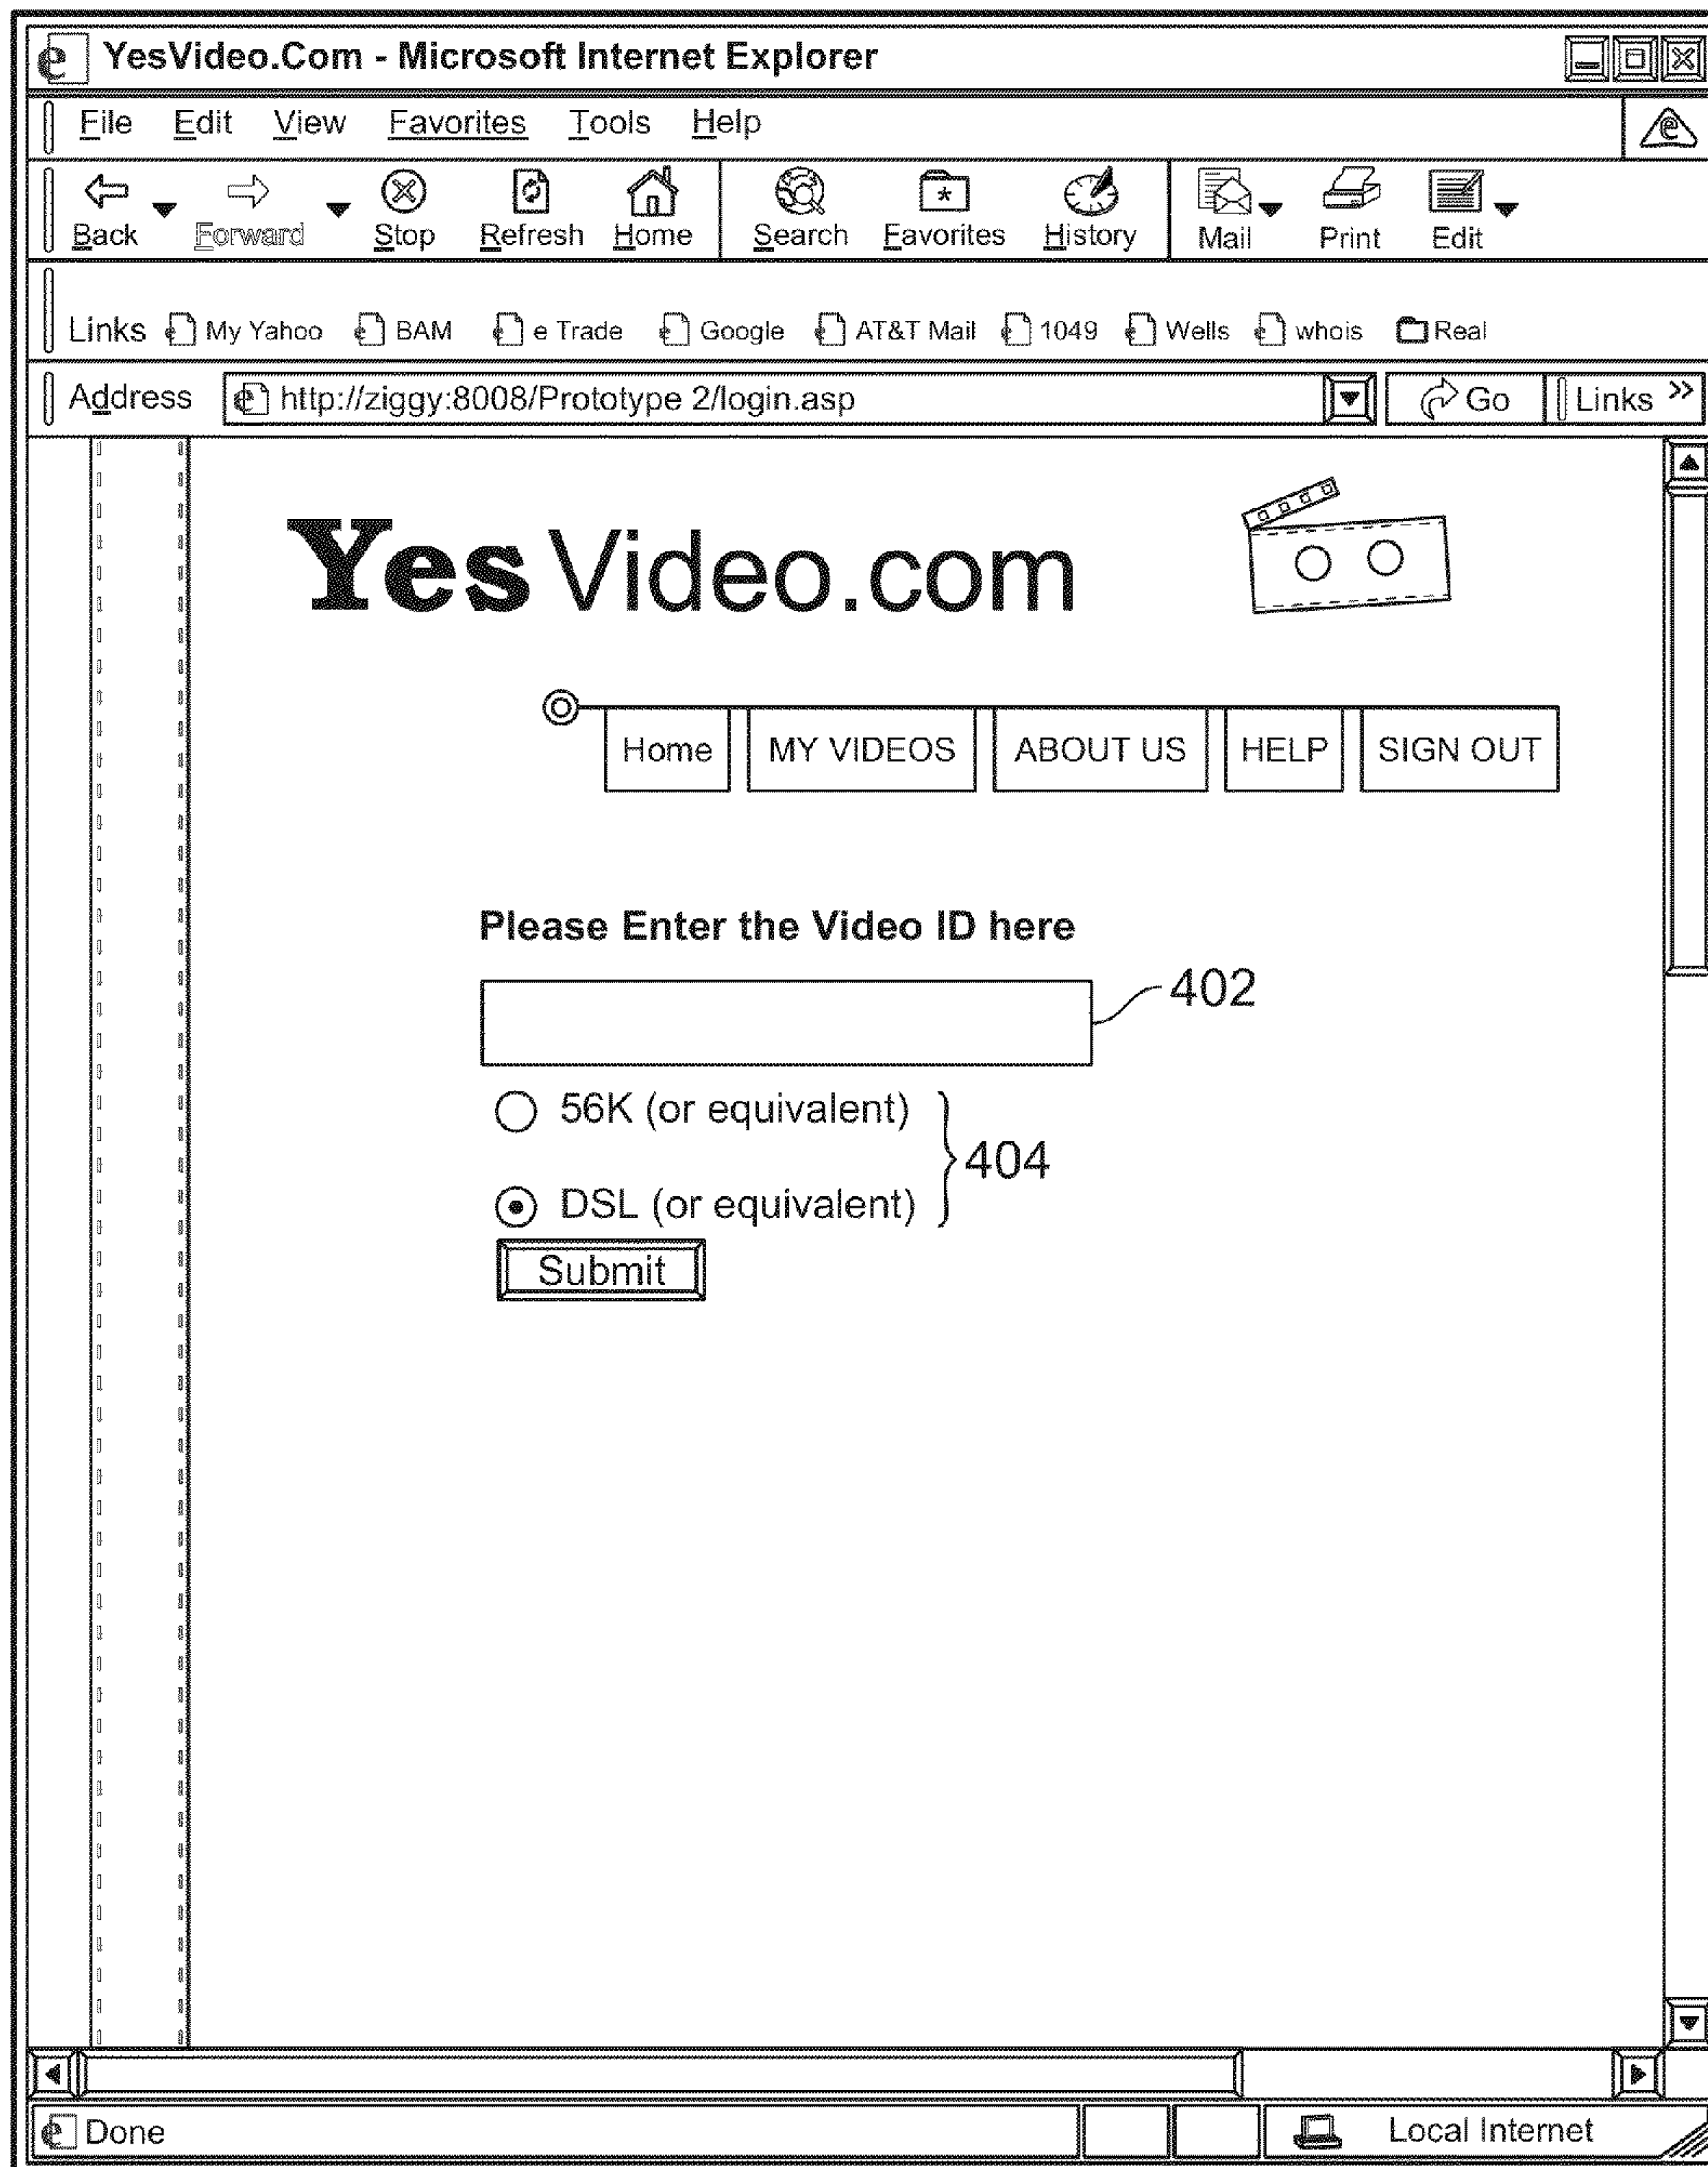 YesVideo.Com - Microsoft Internet Explorer
File Edit View Favorites Tools Help
Back Forward Stop Refresh Home Search Favorites History Mail Print Edit
Links My Yahoo BAM e Trade Google AT&T Mail 1049 Wells whois Real
Address http://ziggy:8008/Prototype 2/login.asp Go Links »
Yes Video.com
Home MY VIDEOS ABOUT US HELP SIGN OUT
Please Enter the Video ID here
402
56K (or equivalent)
404
DSL (or equivalent)
Submit
Done Local Internet